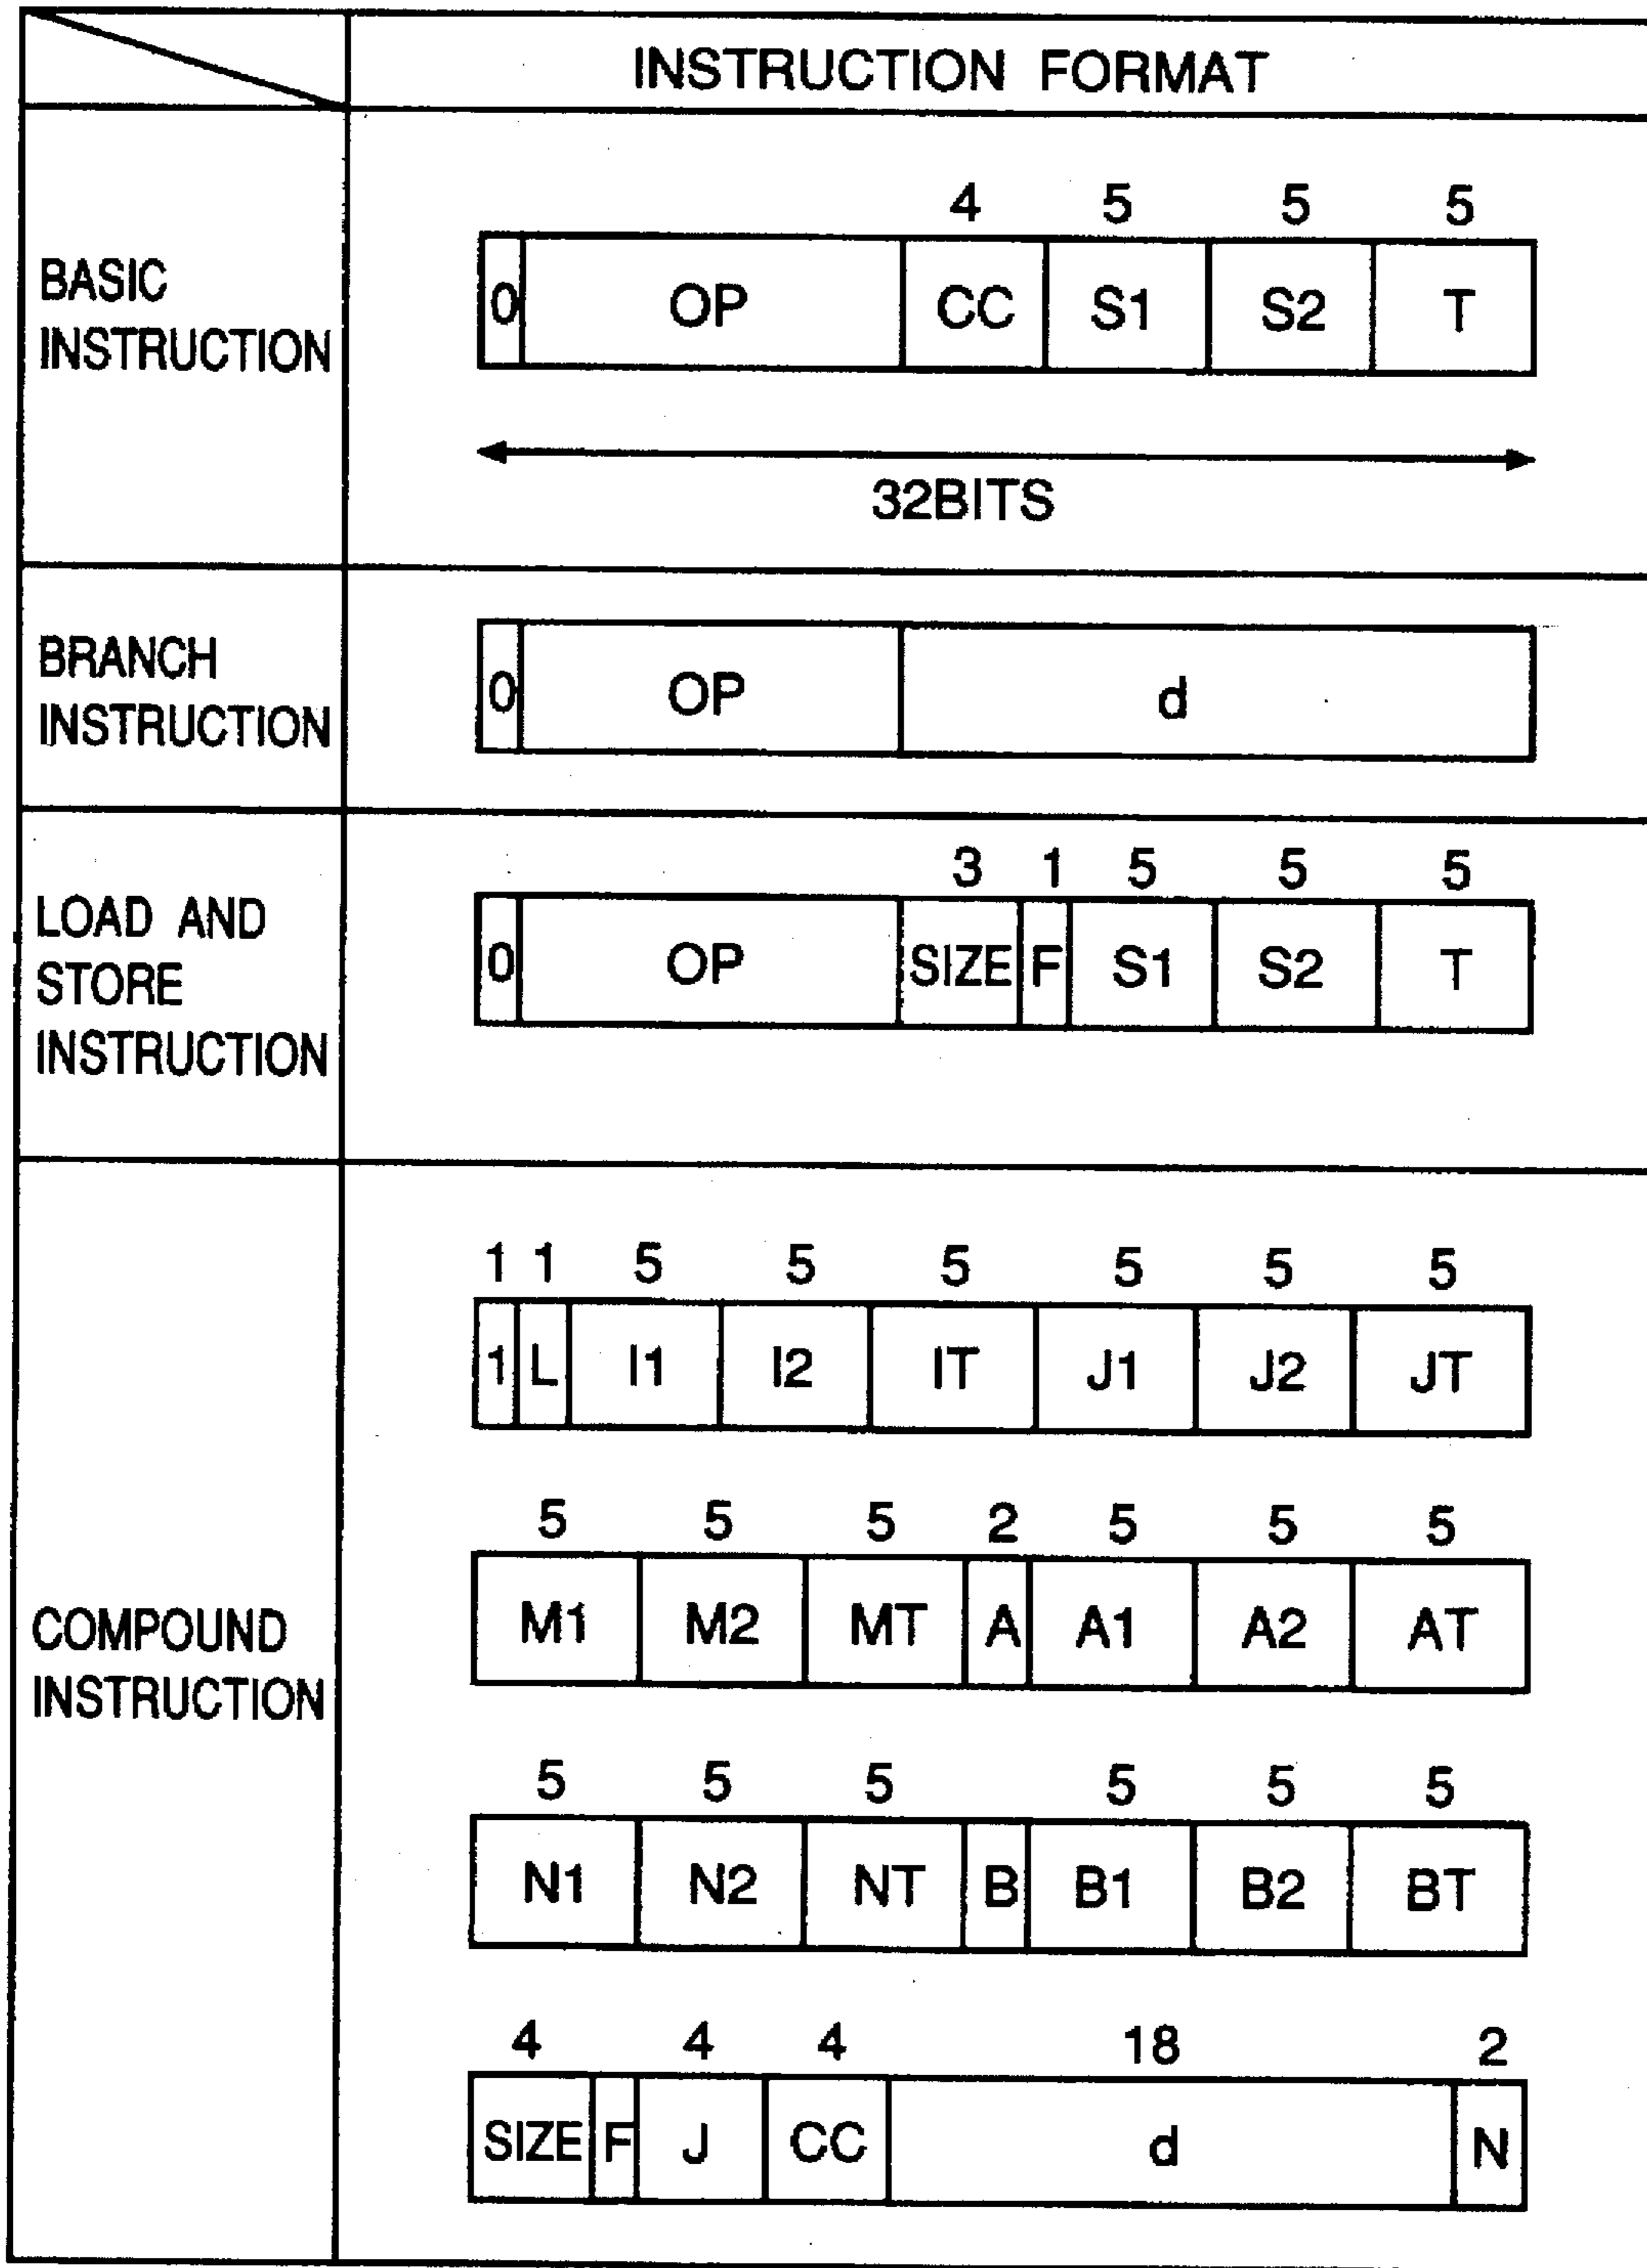 INSTRUCTION FORMAT
BASIC
INSTRUCTION
4 5 5 5
0 OP CC S1 S2 T
32BITS
BRANCH
INSTRUCTION
0 OP d
LOAD AND
STORE
INSTRUCTION
3 1 5 5 5
0 OP SIZE F S1 S2 T
COMPOUND
INSTRUCTION
1 1 5 5 5 5 5 5
1 L I1 I2 IT J1 J2 JT
5 5 5 2 5 5 5
M1 M2 MT A A1 A2 AT
5 5 5 5 5 5
N1 N2 NT B B1 B2 BT
4 4 4 18 2
SIZE F J CC d N